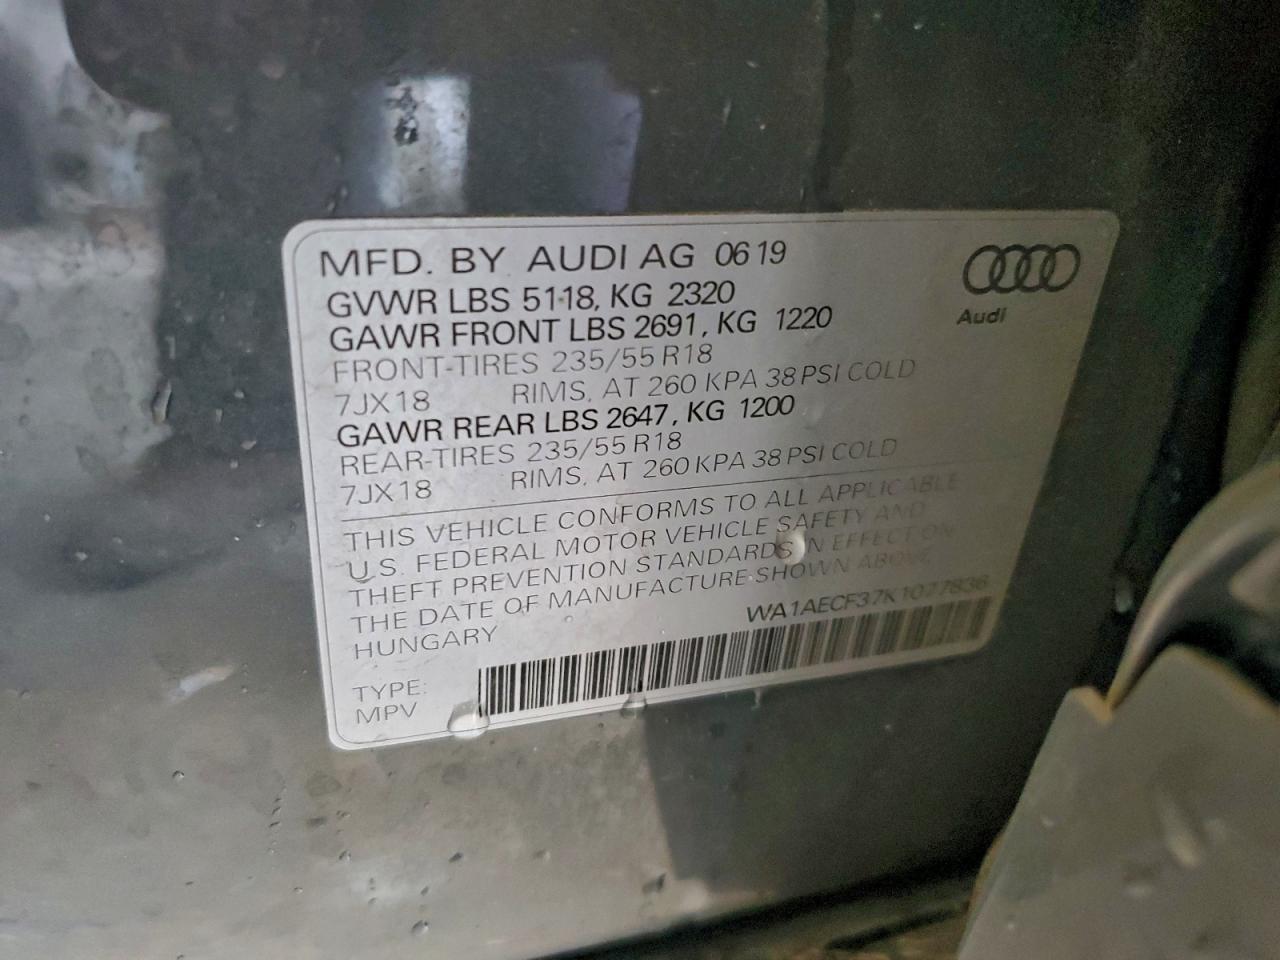 MFD. BY AUDI AG 06 19
GVWR LBS 5118, KG 2320
GAWR FRONT LBS 2691, KG 1220
FRONT-TIRES 235/55 R18
7JX18 RIMS, AT 260 KPA 38 PSI COLD
GAWR REAR LBS 2647, KG 1200
REAR-TIRES 235/55 R18
7JX18 RIMS, AT 260 KPA 38 PSI COLD
THIS VEHICLE CONFORMS TO ALL APPLICABLE
U.S. FEDERAL MOTOR VEHICLE SAFETY AND
THEFT PREVENTION STANDARDS IN EFFECT ON
THE DATE OF MANUFACTURE SHOWN ABOVE.
HUNGARY
WA1AECF37K1077836
TYPE:
MPV
Audi